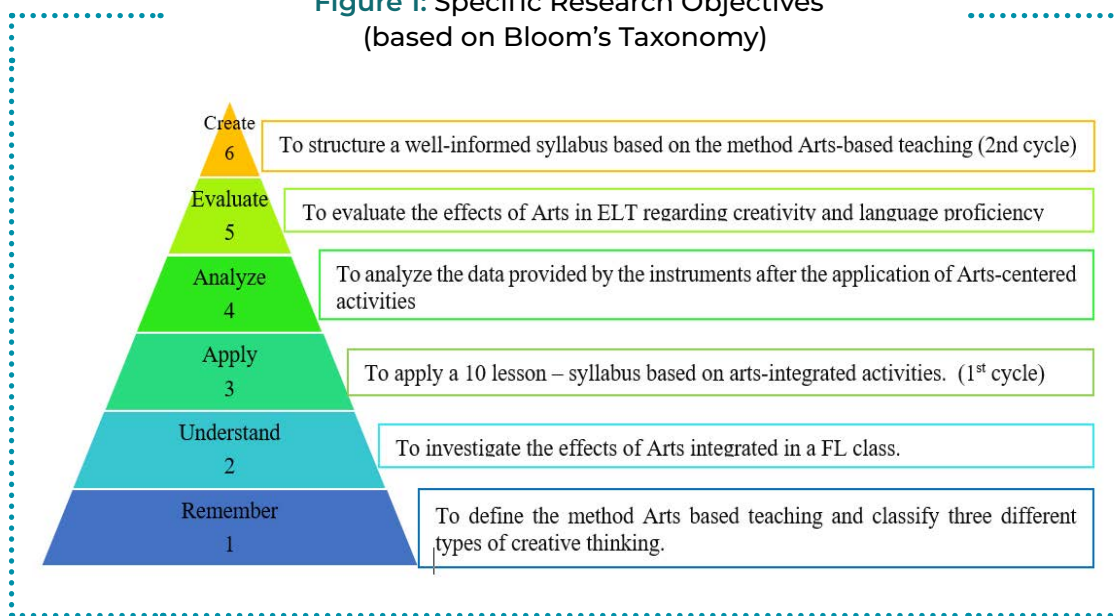 Figure 1: Specific Research Objectives
(based on Bloom's Taxonomy)
Create
6
To structure a well-informed syllabus based on the method Arts-based teaching (2nd cycle)
Evaluate
5
To evaluate the effects of Arts in ELT regarding creativity and language proficiency
Analyze
4
To analyze the data provided by the instruments after the application of Arts-centered
activities
Apply
3
To apply a 10 lesson – syllabus based on arts-integrated activities. (1st cycle)
Understand
2
To investigate the effects of Arts integrated in a FL class.
Remember
1
To define the method Arts based teaching and classify three different
types of creative thinking.